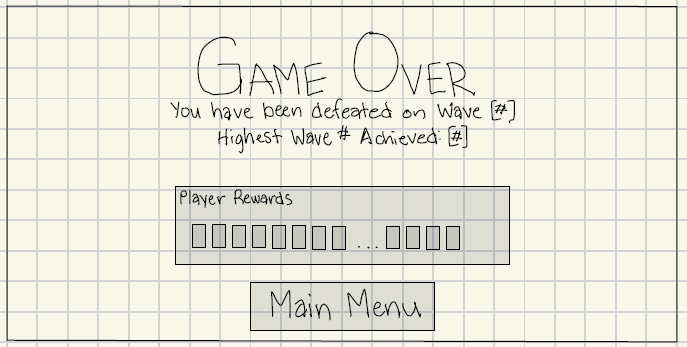 GAME OVER
You have been defeated on Wave [#]
Highest Wave # Achieved: [#]
Player Rewards
...
Main Menu